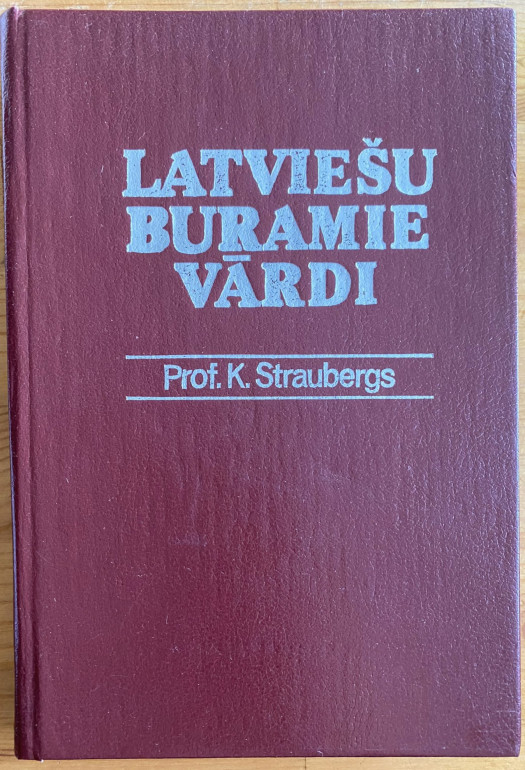 LATVIEŠU
BURAMIE
VĀRDI
Prof. K. Straubergs